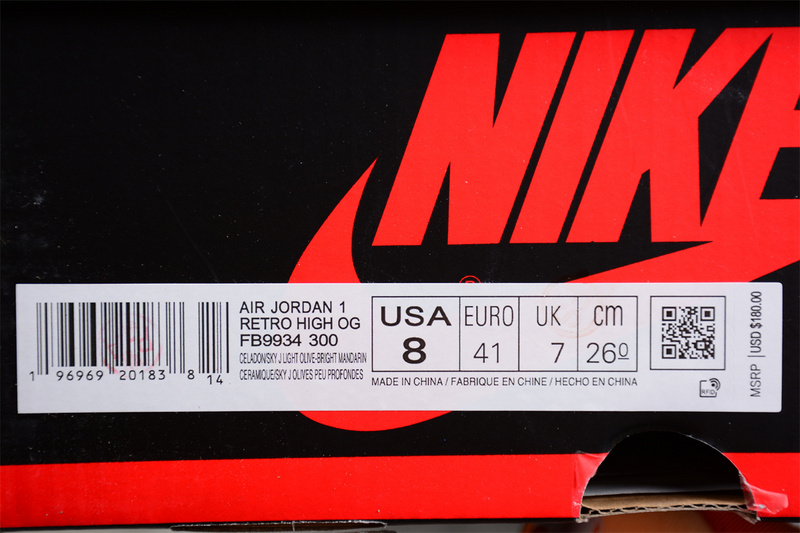 NIKE
®
AIR JORDAN 1
RETRO HIGH OG
FB9934 300
CELADON/SKY J LIGHT OLIVE-BRIGHT MANDARIN
CERAMIQUE/SKY J OLIVES PEU PROFONDES
1 96969 20183 8 14
USA EURO UK cm
8 41 7 26⁰
MADE IN CHINA / FABRIQUE EN CHINE / HECHO EN CHINA
RFID
MSRP USD $180.00